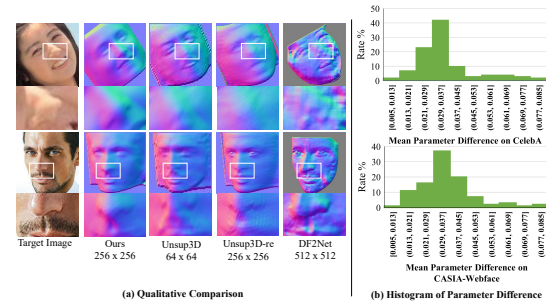 Target Image
Ours
256 x 256
Unsup3D
64 x 64
Unsup3D-re
256 x 256
DF2Net
512 x 512
(a) Qualitative Comparison
Rate %
50
40
30
20
10
0
[0.005, 0.013]
(0.013, 0.021]
(0.021, 0.029]
(0.029, 0.037]
(0.037, 0.045]
(0.045, 0.053]
(0.053, 0.061]
(0.061, 0.069]
(0.069, 0.077]
(0.077, 0.085]
Mean Parameter Difference on CelebA
Rate %
40
30
20
10
0
[0.005, 0.013]
(0.013, 0.021]
(0.021, 0.029]
(0.029, 0.037]
(0.037, 0.045]
(0.045, 0.053]
(0.053, 0.061]
(0.061, 0.069]
(0.069, 0.077]
(0.077, 0.085]
Mean Parameter Difference on
CASIA-Webface
(b) Histogram of Parameter Difference